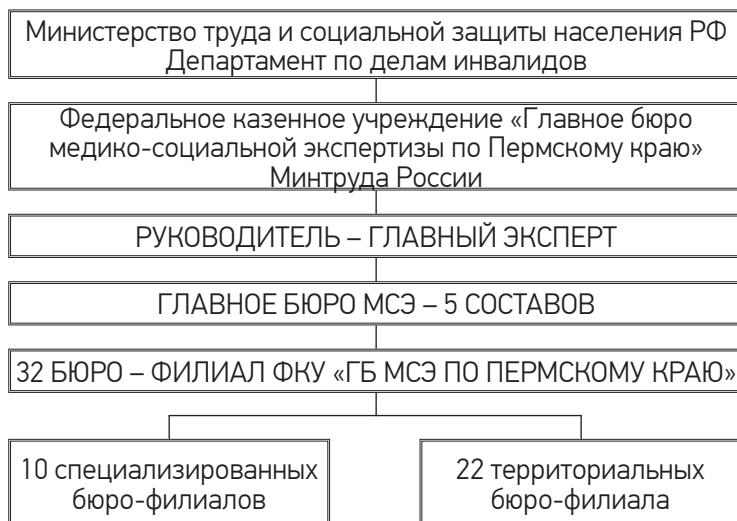 Министерство труда и социальной защиты населения РФ
Департамент по делам инвалидов
Федеральное казенное учреждение «Главное бюро
медико-социальной экспертизы по Пермскому краю»
Минтруда России
РУКОВОДИТЕЛЬ – ГЛАВНЫЙ ЭКСПЕРТ
ГЛАВНОЕ БЮРО МСЭ – 5 СОСТАВОВ
32 БЮРО – ФИЛИАЛ ФКУ «ГБ МСЭ ПО ПЕРМСКОМУ КРАЮ»
10 специализированных
бюро-филиалов
22 территориальных
бюро-филиала